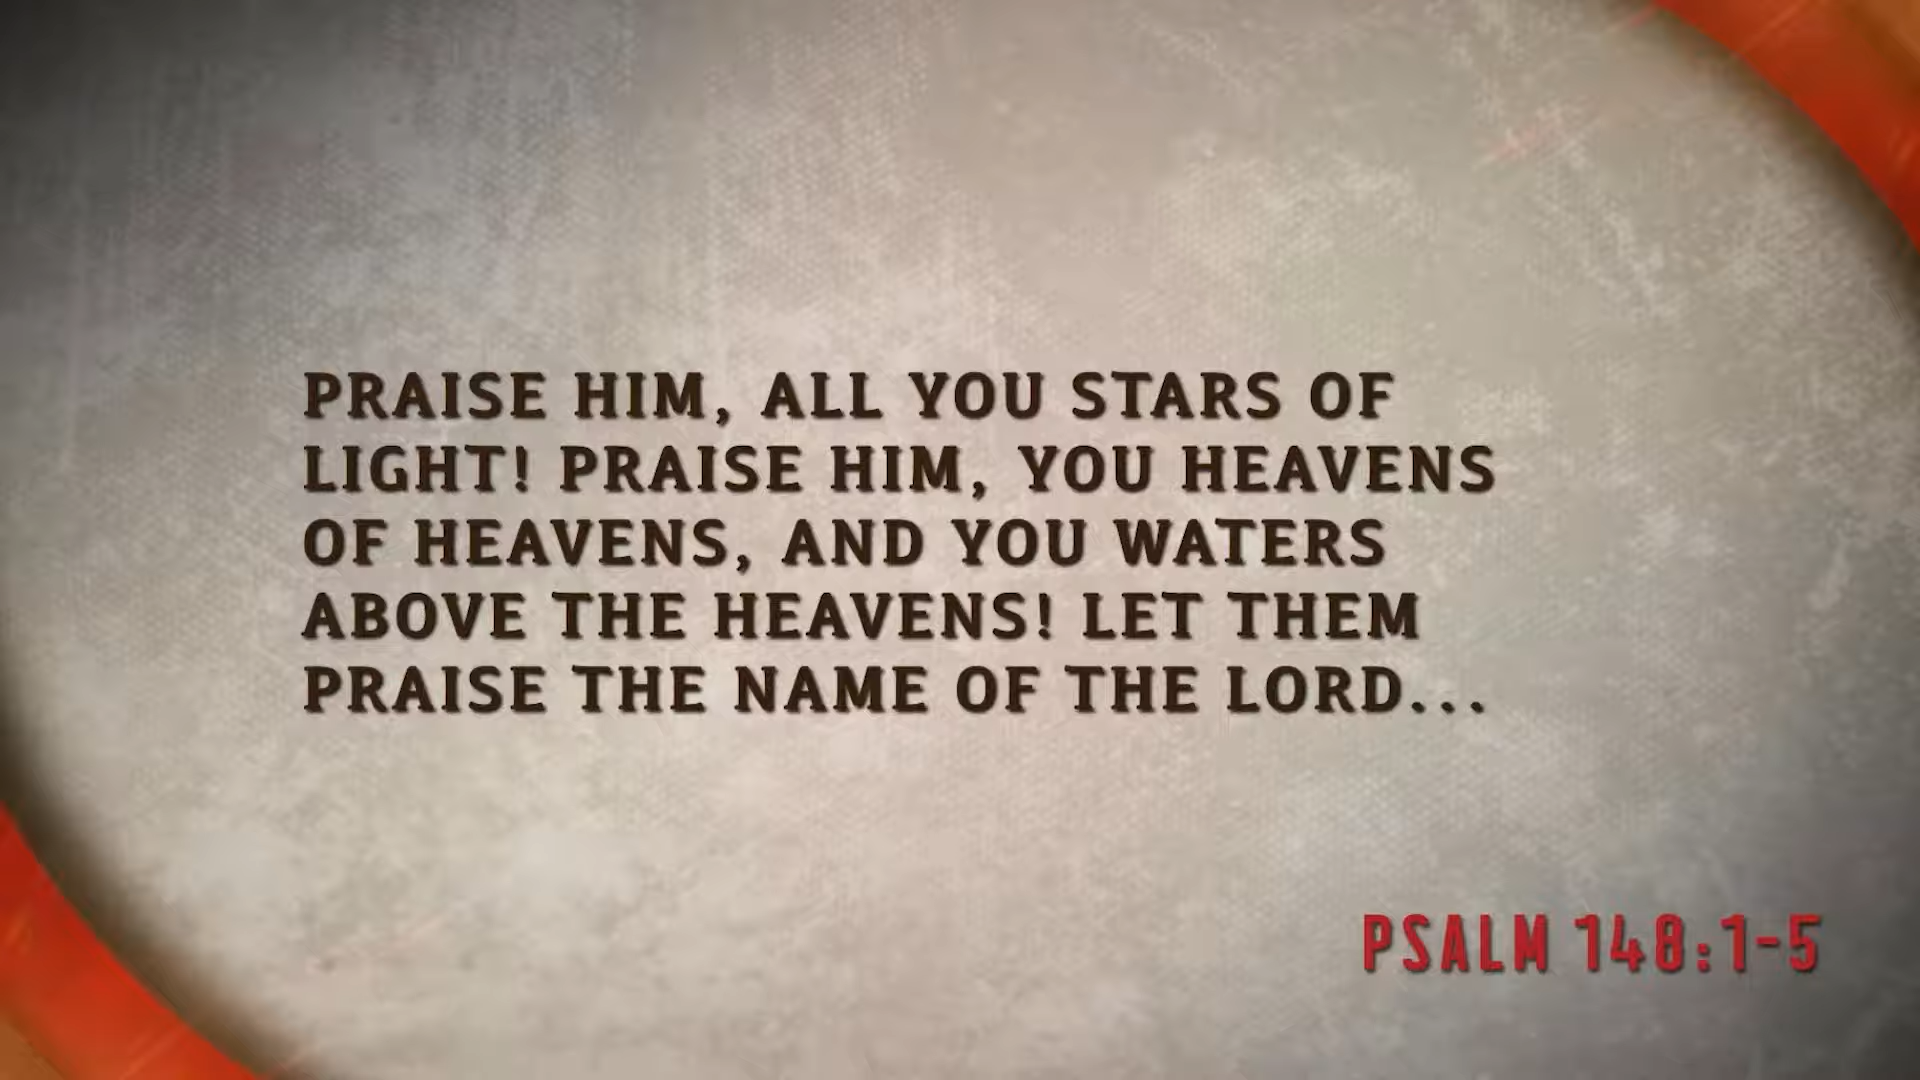 PRAISE HIM, ALL YOU STARS OF
LIGHT! PRAISE HIM, YOU HEAVENS
OF HEAVENS, AND YOU WATERS
ABOVE THE HEAVENS! LET THEM
PRAISE THE NAME OF THE LORD...
PSALM 148:1-5